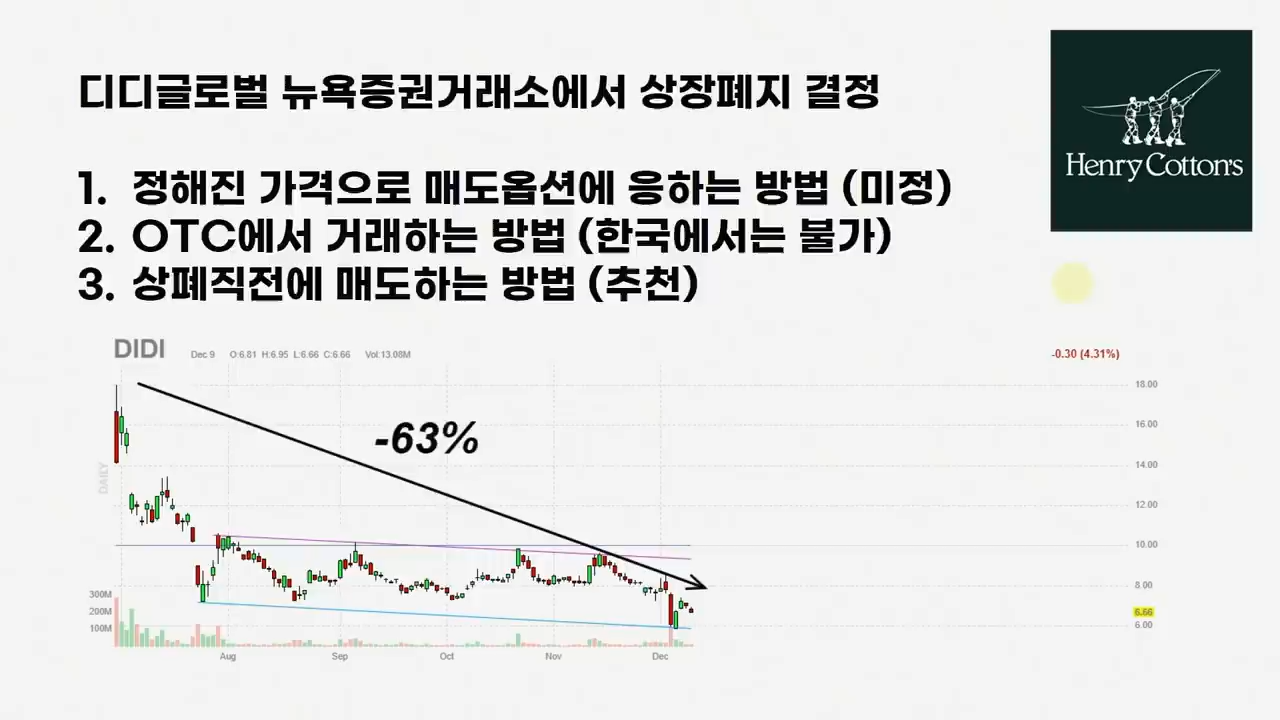 디디글로벌 뉴욕증권거래소에서 상장폐지 결정
Henry Cotton's
1. 정해진 가격으로 매도옵션에 응하는 방법 (미정)
2. OTC에서 거래하는 방법 (한국에서는 불가)
3. 상폐직전에 매도하는 방법 (추천)
DIDI Dec 9 O:6.81 H:6.95 L:6.66 C:6.66 Vol:13.08M
-0.30 (4.31%)
-63%
DAILY
18.00
16.00
14.00
12.00
10.00
8.00
6.66
6.00
300M
200M
100M
Aug Sep Oct Nov Dec